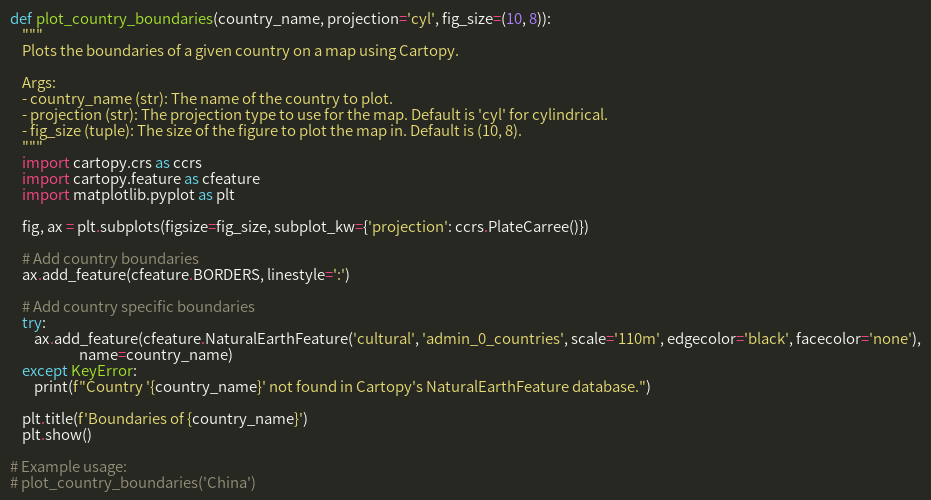 def plot_country_boundaries(country_name, projection='cyl', fig_size=(10, 8)):
    """
    Plots the boundaries of a given country on a map using Cartopy.

    Args:
    - country_name (str): The name of the country to plot.
    - projection (str): The projection type to use for the map. Default is 'cyl' for cylindrical.
    - fig_size (tuple): The size of the figure to plot the map in. Default is (10, 8).
    """
    import cartopy.crs as ccrs
    import cartopy.feature as cfeature
    import matplotlib.pyplot as plt

    fig, ax = plt.subplots(figsize=fig_size, subplot_kw={'projection': ccrs.PlateCarree()})

    # Add country boundaries
    ax.add_feature(cfeature.BORDERS, linestyle=':')

    # Add country specific boundaries
    try:
        ax.add_feature(cfeature.NaturalEarthFeature('cultural', 'admin_0_countries', scale='110m', edgecolor='black', facecolor='none'),
                       name=country_name)
    except KeyError:
        print(f"Country '{country_name}' not found in Cartopy's NaturalEarthFeature database.")

    plt.title(f'Boundaries of {country_name}')
    plt.show()

# Example usage:
# plot_country_boundaries('China')